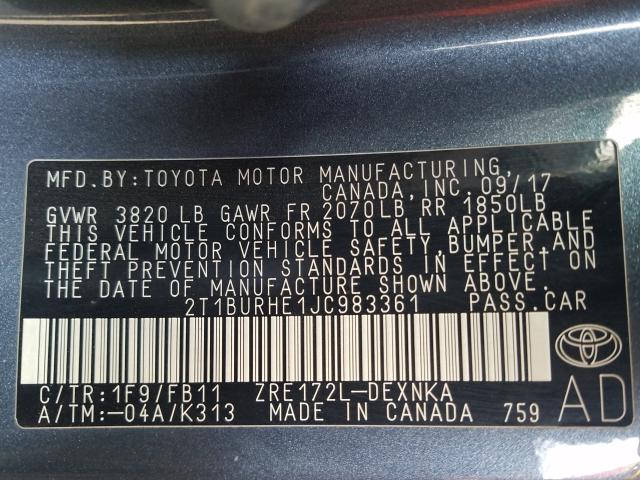 MFD. BY: TOYOTA MOTOR MANUFACTURING,
CANADA, INC. 09/17
GVWR 3820 LB GAWR FR 2070LB RR 1850LB
THIS VEHICLE CONFORMS TO ALL APPLICABLE
FEDERAL MOTOR VEHICLE SAFETY, BUMPER, AND
THEFT PREVENTION STANDARDS IN EFFECT ON
THE DATE OF MANUFACTURE SHOWN ABOVE.
2T1BURHE1JC983361 PASS. CAR
C/TR: 1F9/FB11 ZRE172L-DEXNKA
A/TM: -04A/K313 MADE IN CANADA 759
AD